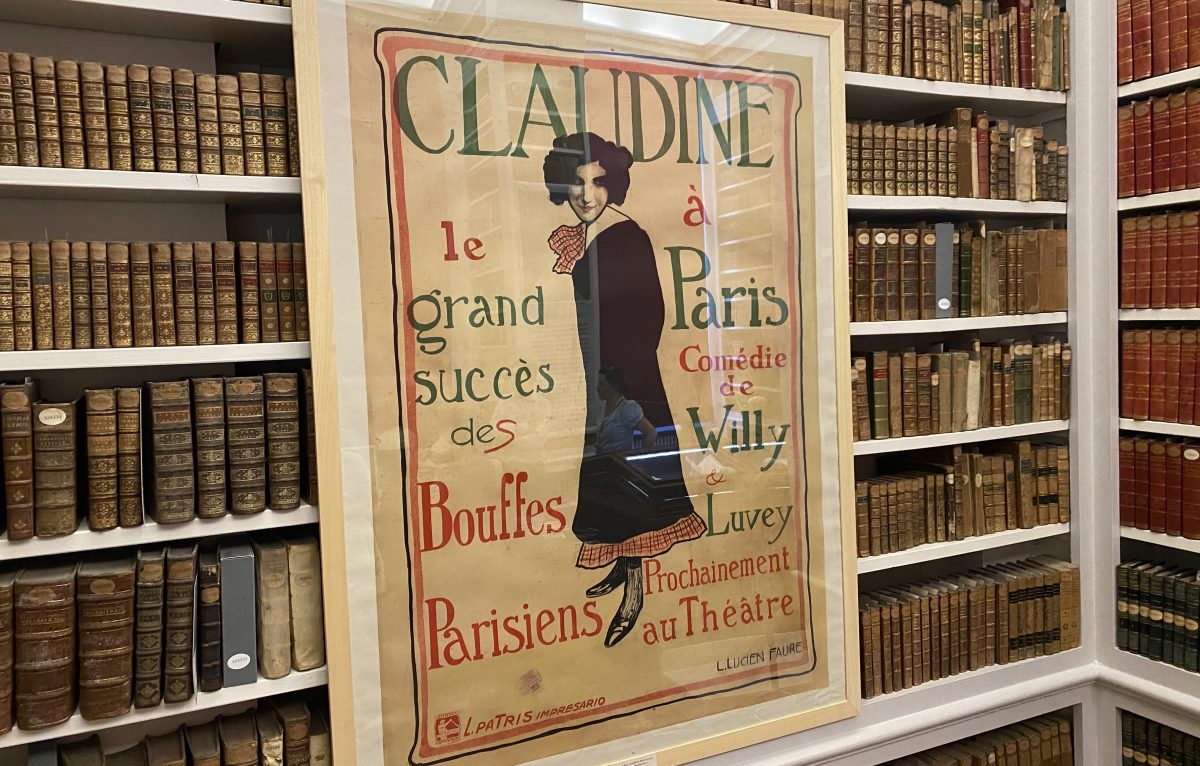 CLAUDINE
à
Paris
Comédie
de
Willy
&
Luvey
le
grand
succès
des
Bouffes
Parisiens
Prochainement
au Théâtre
L. LUCIEN FAURE
L. PATRIS IMPRESARIO